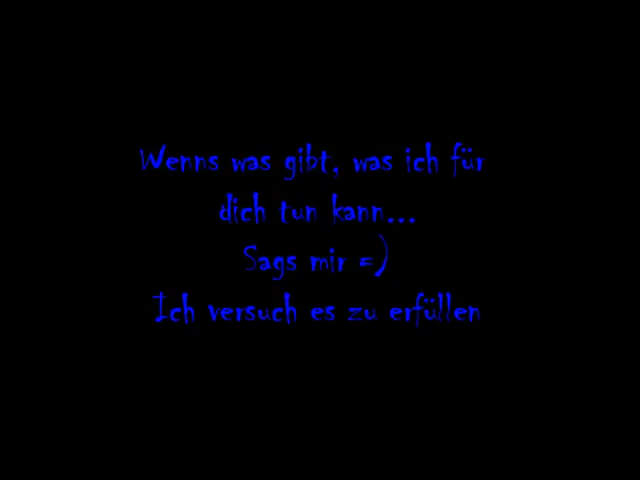 Wenns was gibt, was ich für
dich tun kann...
Sags mir =)
Ich versuch es zu erfüllen